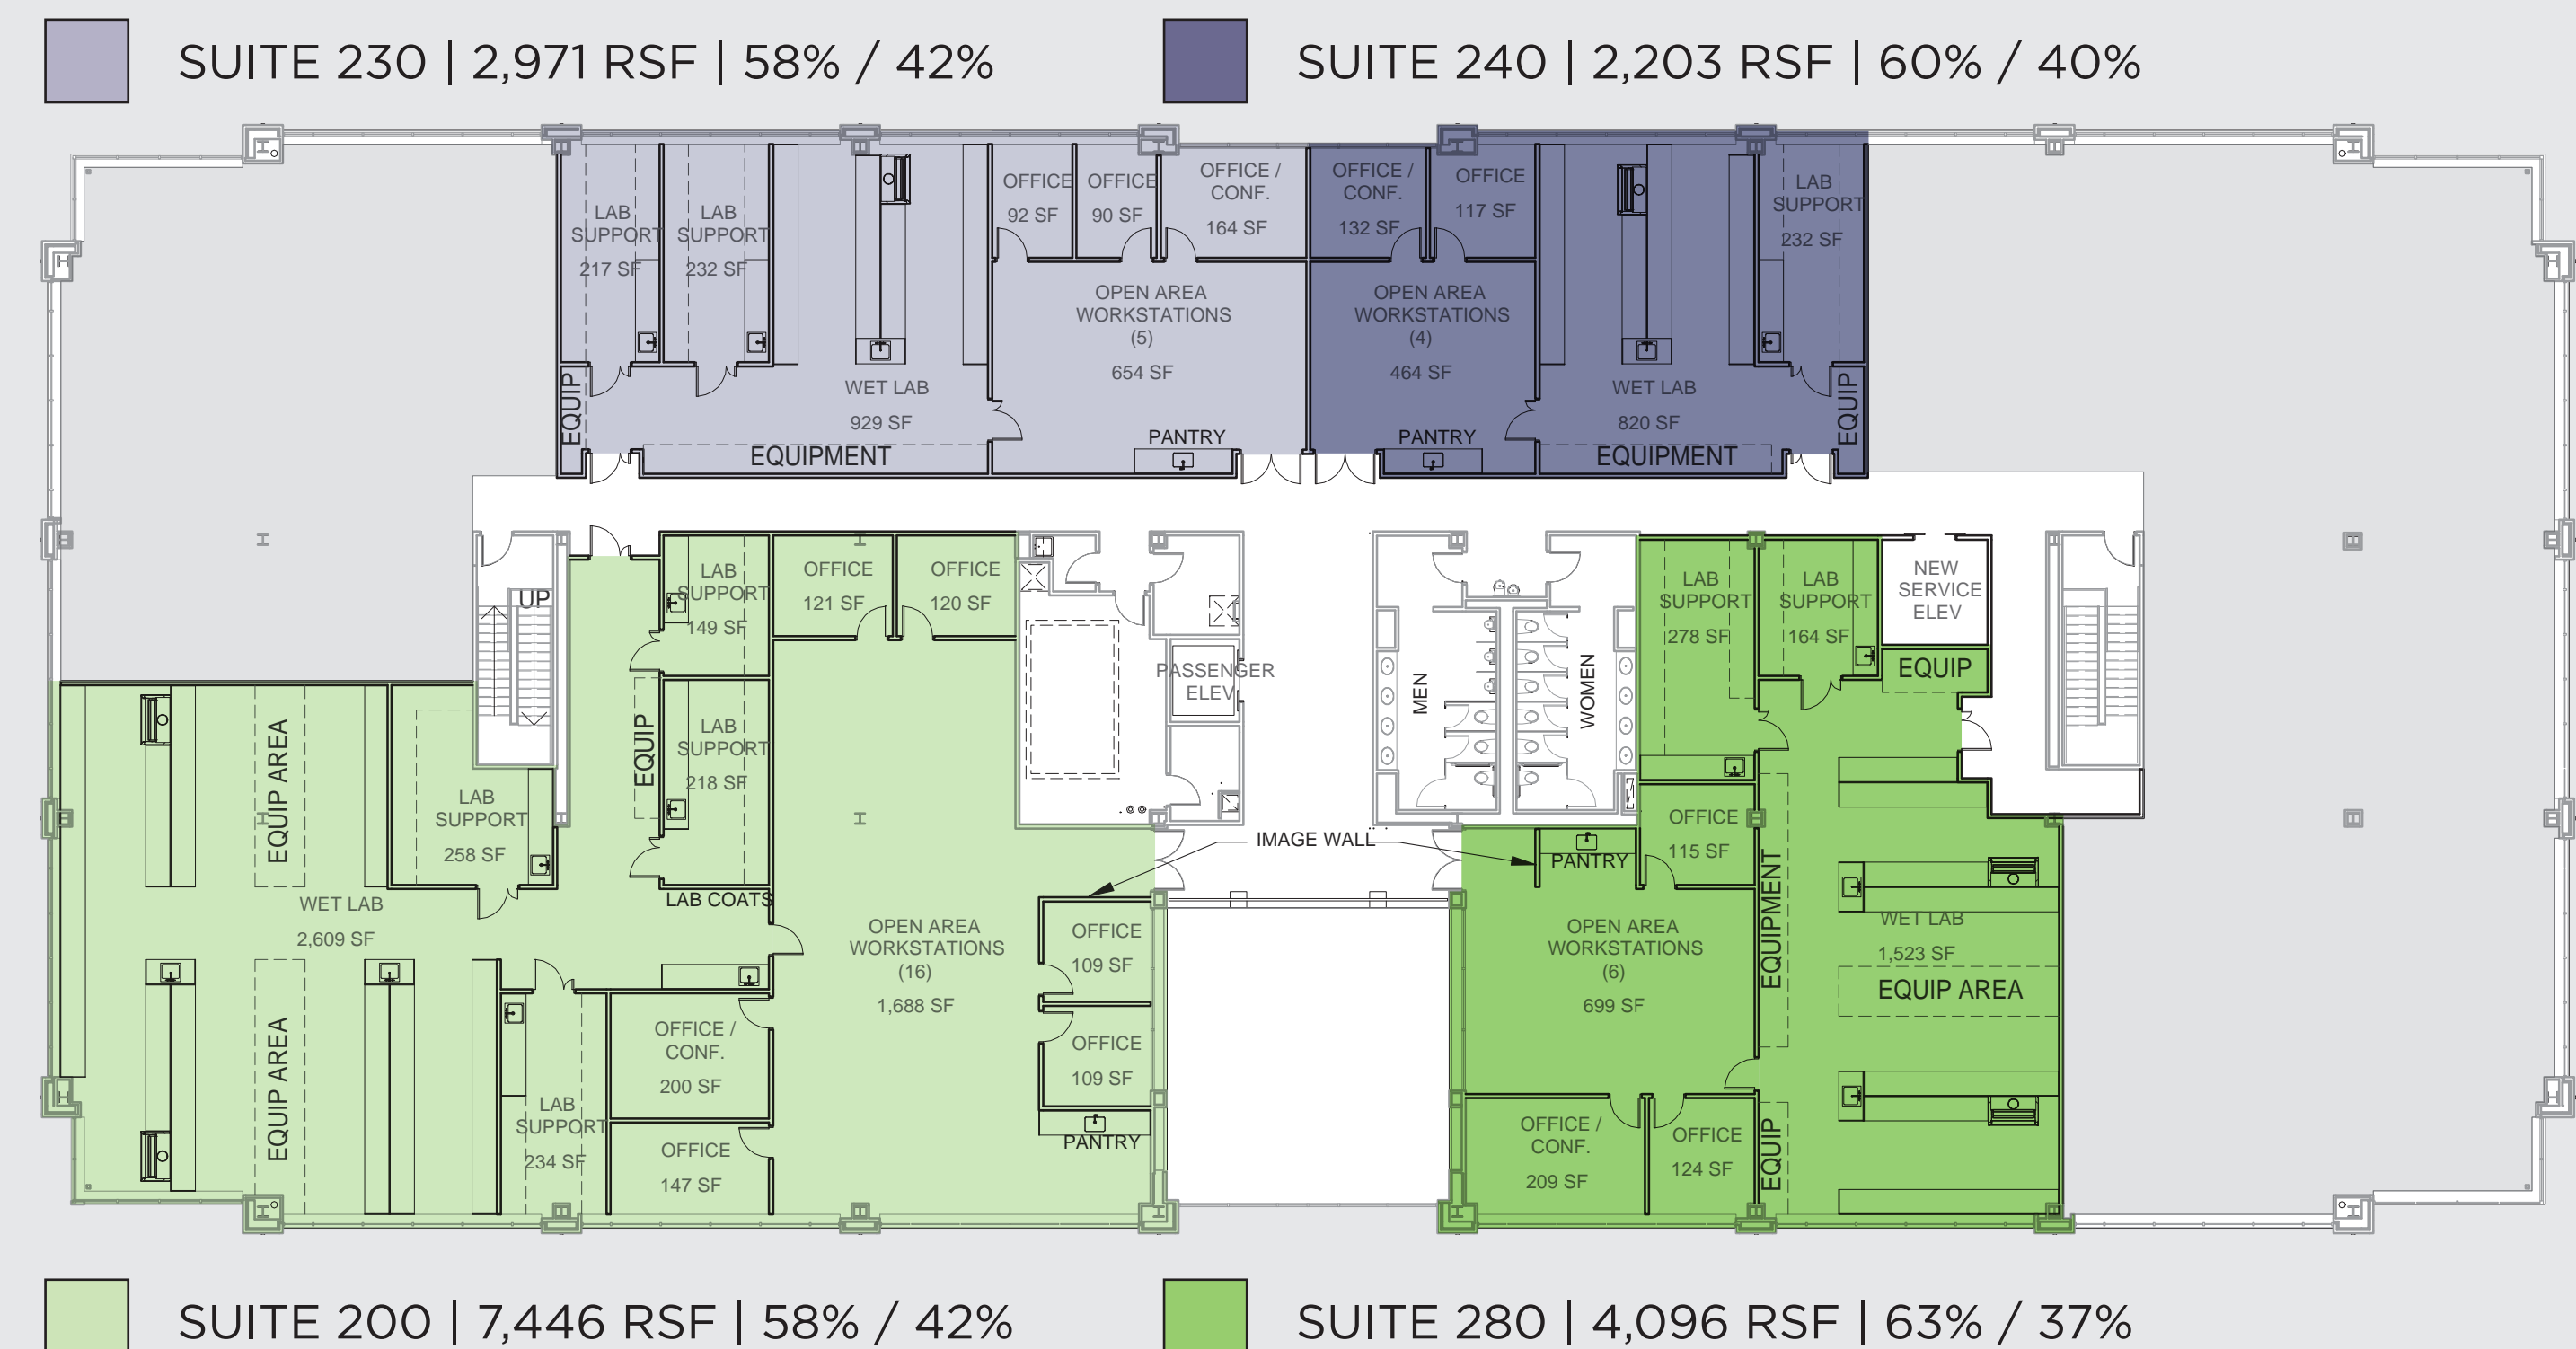 SUITE 230 | 2,971 RSF | 58% / 42%
SUITE 240 | 2,203 RSF | 60% / 40%
LAB
SUPPORT
217 SF
LAB
SUPPORT
232 SF
EQUIP
WET LAB
929 SF
EQUIPMENT
OFFICE
92 SF
OFFICE
90 SF
OFFICE /
CONF.
164 SF
OPEN AREA
WORKSTATIONS
(5)
654 SF
PANTRY
OFFICE /
CONF.
132 SF
OFFICE
117 SF
OPEN AREA
WORKSTATIONS
(4)
464 SF
PANTRY
WET LAB
820 SF
EQUIPMENT
LAB
SUPPORT
232 SF
EQUIP
UP
LAB
SUPPORT
149 SF
OFFICE
121 SF
OFFICE
120 SF
EQUIP
LAB
SUPPORT
218 SF
LAB COATS
EQUIP AREA
LAB
SUPPORT
258 SF
WET LAB
2,609 SF
EQUIP AREA
LAB
SUPPORT
234 SF
OFFICE /
CONF.
200 SF
OFFICE
147 SF
OPEN AREA
WORKSTATIONS
(16)
1,688 SF
OFFICE
109 SF
OFFICE
109 SF
PANTRY
PASSENGER
ELEV
IMAGE WALL
MEN
WOMEN
LAB
SUPPORT
278 SF
LAB
SUPPORT
164 SF
NEW
SERVICE
ELEV
EQUIP
PANTRY
OFFICE
115 SF
OPEN AREA
WORKSTATIONS
(6)
699 SF
EQUIPMENT
WET LAB
1,523 SF
EQUIP AREA
OFFICE /
CONF.
209 SF
OFFICE
124 SF
EQUIP
SUITE 200 | 7,446 RSF | 58% / 42%
SUITE 280 | 4,096 RSF | 63% / 37%